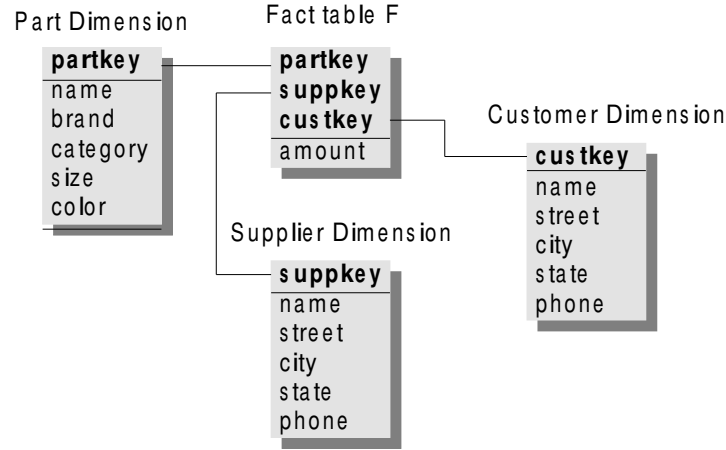 Part Dimension
partkey
name
brand
category
size
color
Fact table F
partkey
suppkey
custkey
amount
Customer Dimension
custkey
name
street
city
state
phone
Supplier Dimension
suppkey
name
street
city
state
phone